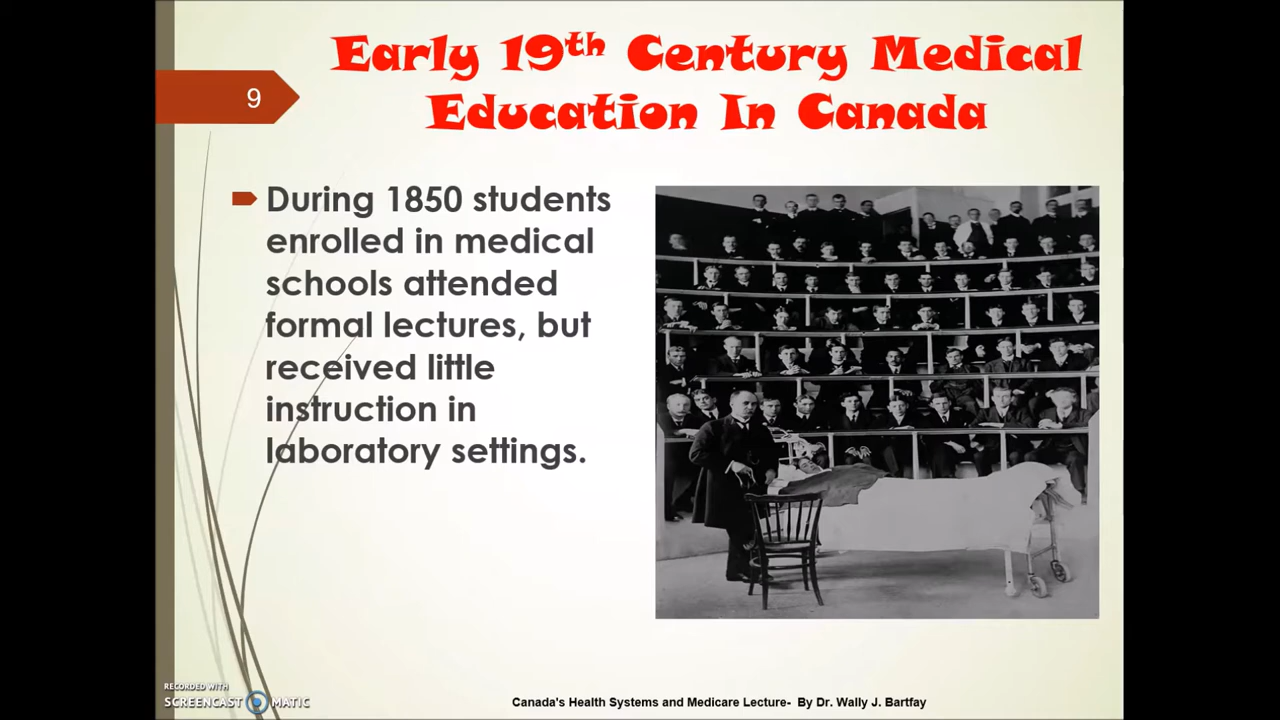 Early 19th Century Medical
Education In Canada
9
During 1850 students
enrolled in medical
schools attended
formal lectures, but
received little
instruction in
laboratory settings.
RECORDED WITH
SCREENCAST MATIC
Canada's Health Systems and Medicare Lecture- By Dr. Wally J. Bartfay